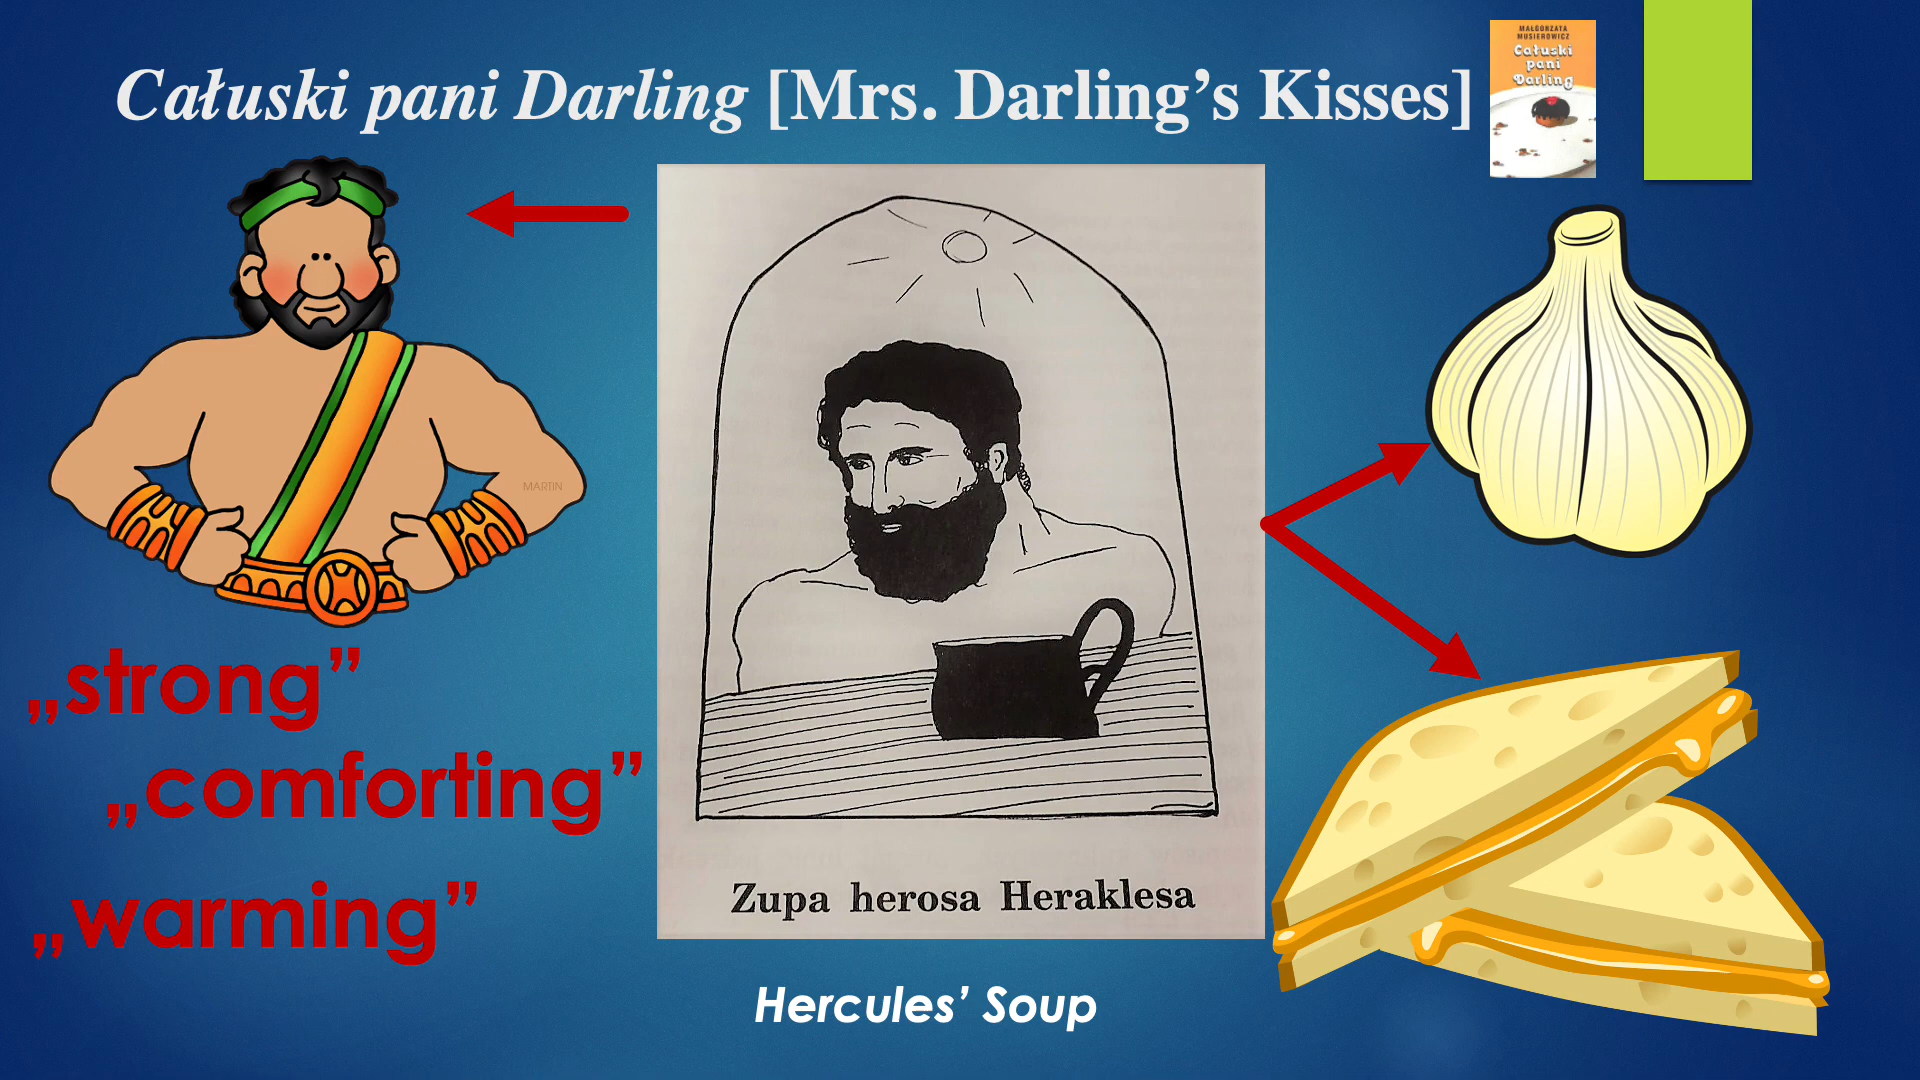 Całuski pani Darling [Mrs. Darling’s Kisses]
MAŁGORZATA
MUSIEROWICZ
Całuski
pani
Darling
MARTIN
„strong”
„comforting”
„warming”
Zupa herosa Heraklesa
Hercules’ Soup